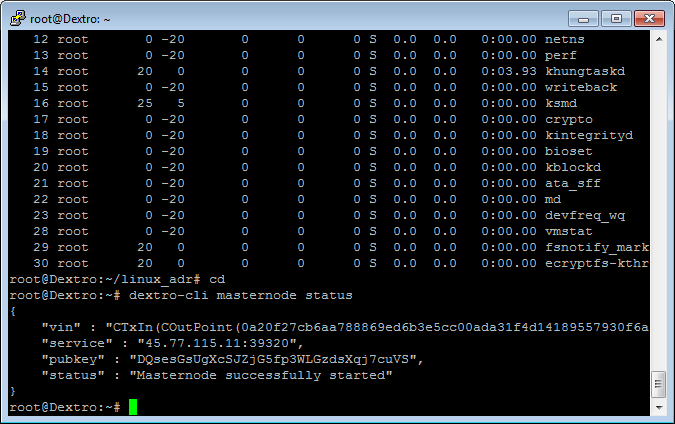 root@Dextro: ~
12 root 0 -20 0 0 0 S 0.0 0.0 0:00.00 netns
13 root 0 -20 0 0 0 S 0.0 0.0 0:00.00 perf
14 root 20 0 0 0 0 S 0.0 0.0 0:03.93 khungtaskd
15 root 0 -20 0 0 0 S 0.0 0.0 0:00.00 writeback
16 root 25 5 0 0 0 S 0.0 0.0 0:00.00 ksmd
17 root 0 -20 0 0 0 S 0.0 0.0 0:00.00 crypto
18 root 0 -20 0 0 0 S 0.0 0.0 0:00.00 kintegrityd
19 root 0 -20 0 0 0 S 0.0 0.0 0:00.00 bioset
20 root 0 -20 0 0 0 S 0.0 0.0 0:00.00 kblockd
21 root 0 -20 0 0 0 S 0.0 0.0 0:00.00 ata_sff
22 root 0 -20 0 0 0 S 0.0 0.0 0:00.00 md
23 root 0 -20 0 0 0 S 0.0 0.0 0:00.00 devfreq_wq
28 root 0 -20 0 0 0 S 0.0 0.0 0:00.00 vmstat
29 root 20 0 0 0 0 S 0.0 0.0 0:00.00 fsnotify_mark
30 root 20 0 0 0 0 S 0.0 0.0 0:00.00 ecryptfs-kthr
root@Dextro:~/linux_adr# cd
root@Dextro:~# dextro-cli masternode status
{
"vin" : "CTxIn(COutPoint(0a20f27cb6aa788869ed6b3e5cc00ada31f4d14189557930f6a
"service" : "45.77.115.11:39320",
"pubkey" : "DQsesGsUgXcSJZjG5fp3WLGzdsXqj7cuVS",
"status" : "Masternode successfully started"
}
root@Dextro:~#